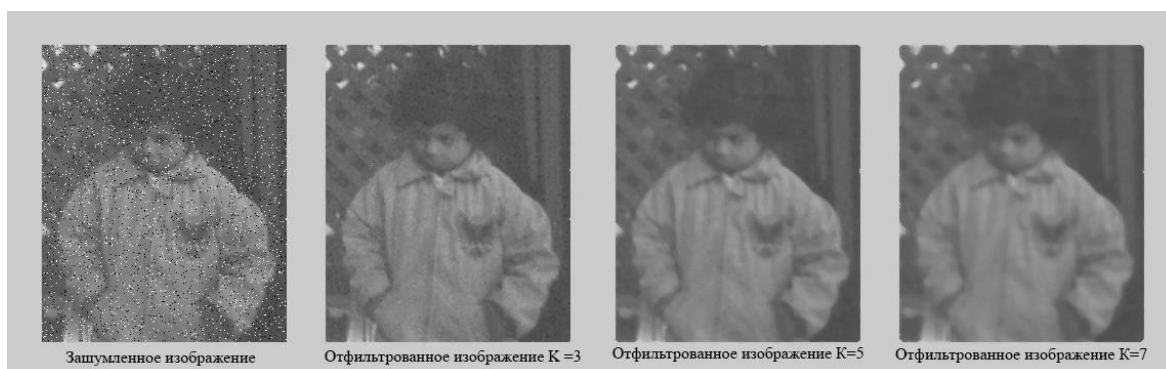 Зашумленное изображение
Отфильтрованное изображение K =3
Отфильтрованное изображение K=5
Отфильтрованное изображение K=7